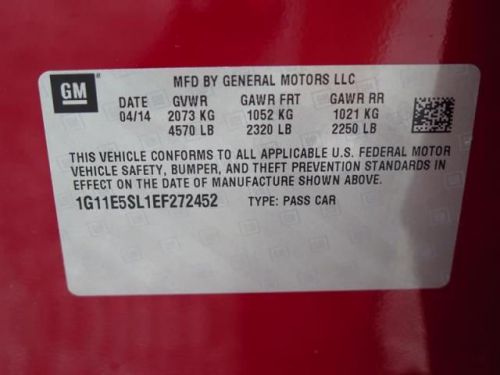 GM
MFD BY GENERAL MOTORS LLC
DATE GVWR GAWR FRT GAWR RR
04/14 2073 KG 1052 KG 1021 KG
4570 LB 2320 LB 2250 LB
THIS VEHICLE CONFORMS TO ALL APPLICABLE U.S. FEDERAL MOTOR
VEHICLE SAFETY, BUMPER, AND THEFT PREVENTION STANDARDS IN
EFFECT ON THE DATE OF MANUFACTURE SHOWN ABOVE.
1G11E5SL1EF272452 TYPE: PASS CAR